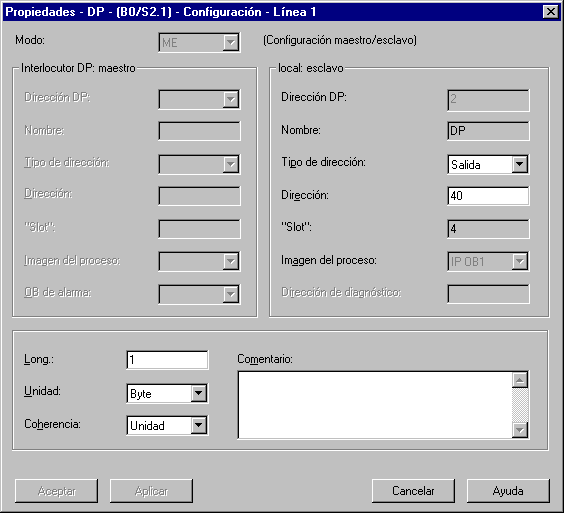 Propiedades - DP - (B0/S2.1) - Configuración - Línea 1
Modo: ME (Configuración maestro/esclavo)
Interlocutor DP: maestro
Dirección DP:
Nombre:
Tipo de dirección:
Dirección:
"Slot":
Imagen del proceso:
OB de alarma:
local: esclavo
Dirección DP: 2
Nombre: DP
Tipo de dirección: Salida
Dirección: 40
"Slot": 4
Imagen del proceso: IP OB1
Dirección de diagnóstico:
Long.: 1
Unidad: Byte
Coherencia: Unidad
Comentario:
Aceptar Aplicar Cancelar Ayuda